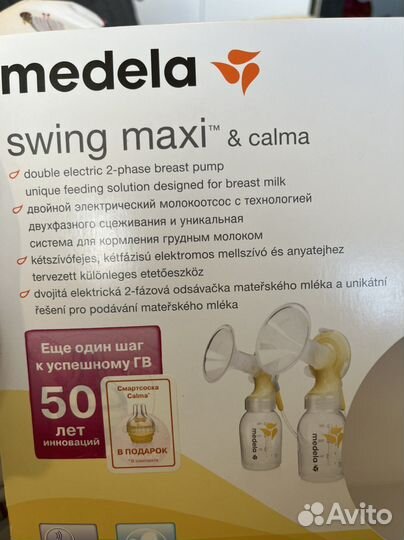 medela
swing maxi™ & calma
double electric 2-phase breast pump
unique feeding solution designed for breast milk
двойной электрический молокоотсос с технологией
двухфазного сцеживания и уникальная
система для кормления грудным молоком
kétszívófejes, kétfázisú elektromos mellszívó és anyatejhez
tervezett különleges etetőeszköz
dvojitá elektrická 2-fázová odsávačka mateřského mléka a unikátní
řešení pro podávání mateřského mléka
Еще один шаг
к успешному ГВ
50
лет
инноваций
Смартсоска
Calma*
В ПОДАРОК
medela
medela
Avito